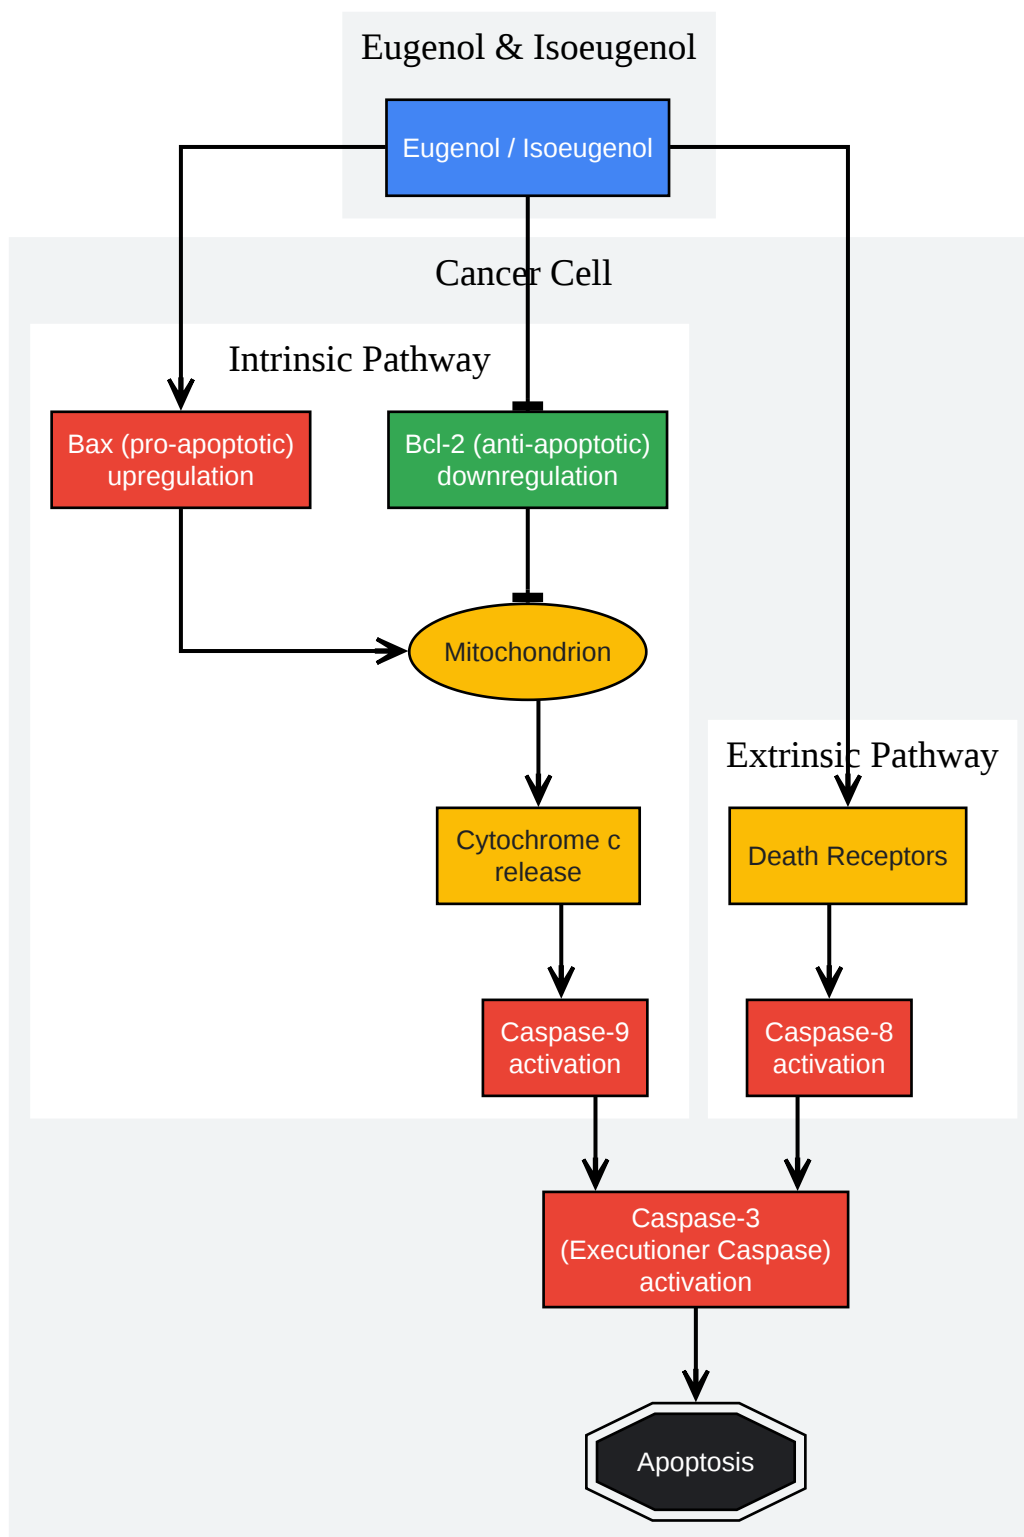 Eugenol & Isoeugenol
Eugenol / Isoeugenol
Cancer Cell
Intrinsic Pathway
Bax (pro-apoptotic)
upregulation
Bcl-2 (anti-apoptotic)
downregulation
Mitochondrion
Extrinsic Pathway
Cytochrome c
release
Death Receptors
Caspase-9
activation
Caspase-8
activation
Caspase-3
(Executioner Caspase)
activation
Apoptosis